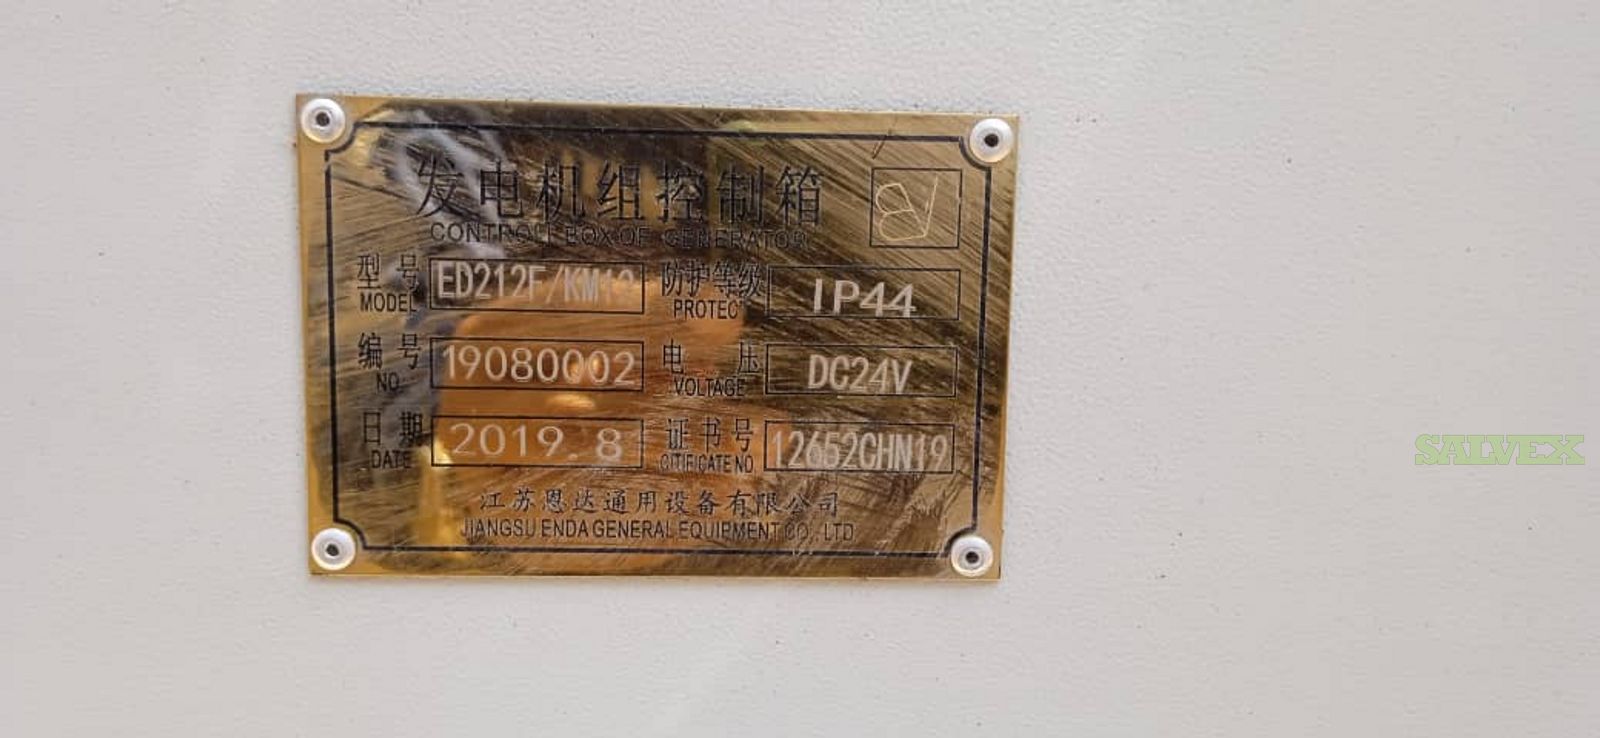 发电机组控制箱
CONTROLL BOX OF GENERATOR
型号 MODEL ED212F/KM12 防护等级 PROTECT IP44
编号 NO. 19080002 电压 VOLTAGE DC24V
日期 DATE 2019.8 证书号 CITIFICATE NO. 12652CHN19
江苏恩达通用设备有限公司
JIANGSU ENDA GENERAL EQUIPMENT CO., LTD
SALVEX